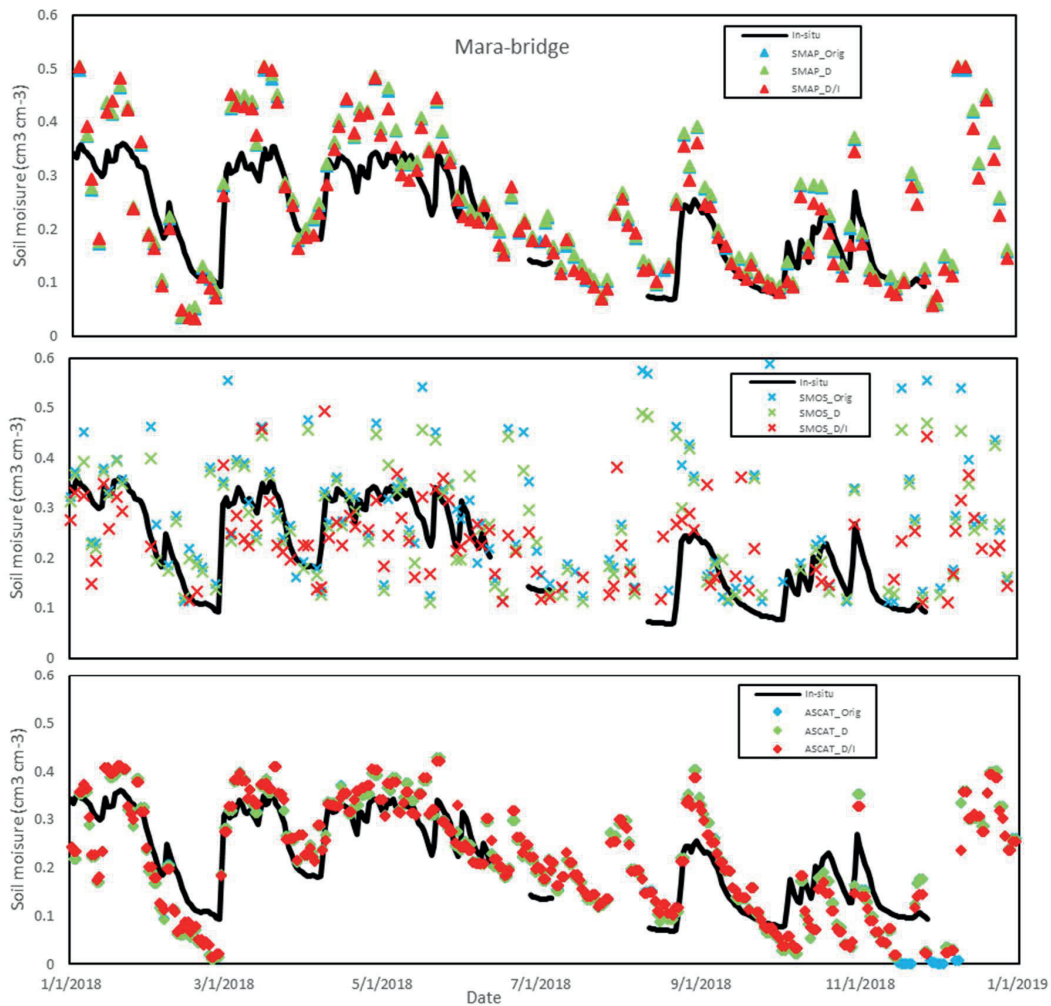 0.6
Mara-bridge
In-situ
SMAP_Orig
SMAP_D
SMAP_D/I
0.5
0.4
0.3
0.2
0.1
0
Soil moisure (cm3 cm-3)
0.6
In-situ
SMOS_Orig
SMOS_D
SMOS_D/I
0.5
0.4
0.3
0.2
0.1
0
Soil moisure (cm3 cm-3)
0.6
In-situ
ASCAT_Orig
ASCAT_D
ASCAT_D/I
0.5
0.4
0.3
0.2
0.1
0
Soil moisure (cm3 cm-3)
1/1/2018 3/1/2018 5/1/2018 7/1/2018 9/1/2018 11/1/2018 1/1/2019
Date